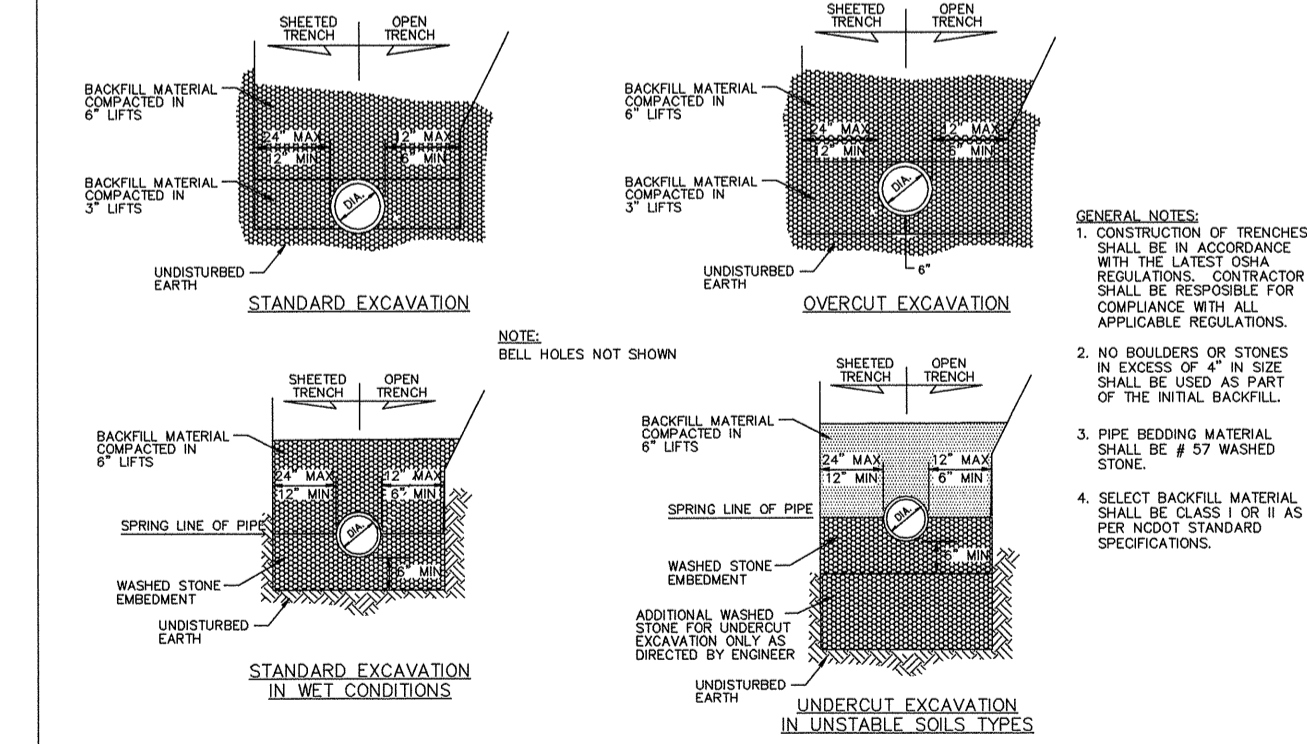 SHEETED
TRENCH
OPEN
TRENCH
BACKFILL MATERIAL
COMPACTED IN
6" LIFTS
24" MAX
12" MIN
12" MAX
6" MIN
BACKFILL MATERIAL
COMPACTED IN
3" LIFTS
DIA.
UNDISTURBED
EARTH
STANDARD EXCAVATION
SHEETED
TRENCH
OPEN
TRENCH
BACKFILL MATERIAL
COMPACTED IN
6" LIFTS
24" MAX
12" MIN
12" MAX
6" MIN
BACKFILL MATERIAL
COMPACTED IN
3" LIFTS
DIA.
UNDISTURBED
EARTH
6"
OVERCUT EXCAVATION
NOTE:
BELL HOLES NOT SHOWN
SHEETED
TRENCH
OPEN
TRENCH
BACKFILL MATERIAL
COMPACTED IN
6" LIFTS
24" MAX
12" MIN
12" MAX
6" MIN
SPRING LINE OF PIPE
DIA.
6" MIN
WASHED STONE
EMBEDMENT
UNDISTURBED
EARTH
STANDARD EXCAVATION
IN WET CONDITIONS
SHEETED
TRENCH
OPEN
TRENCH
BACKFILL MATERIAL
COMPACTED IN
6" LIFTS
24" MAX
12" MIN
12" MAX
6" MIN
SPRING LINE OF PIPE
DIA.
6" MIN
WASHED STONE
EMBEDMENT
ADDITIONAL WASHED
STONE FOR UNDERCUT
EXCAVATION ONLY AS
DIRECTED BY ENGINEER
UNDISTURBED
EARTH
UNDERCUT EXCAVATION
IN UNSTABLE SOILS TYPES
GENERAL NOTES:
1. CONSTRUCTION OF TRENCHES
SHALL BE IN ACCORDANCE
WITH THE LATEST OSHA
REGULATIONS. CONTRACTOR
SHALL BE RESPOSIBLE FOR
COMPLIANCE WITH ALL
APPLICABLE REGULATIONS.
2. NO BOULDERS OR STONES
IN EXCESS OF 4" IN SIZE
SHALL BE USED AS PART
OF THE INITIAL BACKFILL.
3. PIPE BEDDING MATERIAL
SHALL BE # 57 WASHED
STONE.
4. SELECT BACKFILL MATERIAL
SHALL BE CLASS I OR II AS
PER NCDOT STANDARD
SPECIFICATIONS.